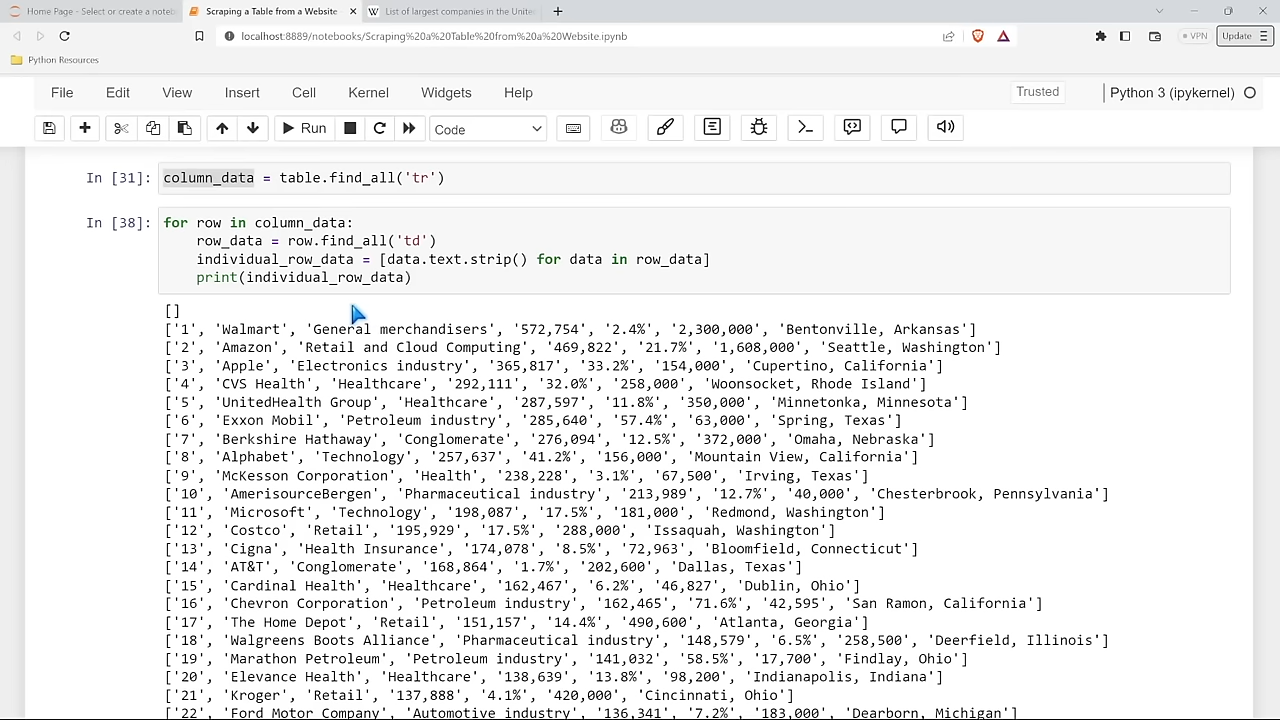 Home Page - Select or create a noteb
Scraping a Table from a Website
List of largest companies in the Unite
localhost:8889/notebooks/Scraping%20a%20Table%20from%20a%20Website.ipynb
VPN
Update
Python Resources
File Edit View Insert Cell Kernel Widgets Help
Trusted
Python 3 (ipykernel)
Run
Code
In [31]: column_data = table.find_all('tr')
In [38]: for row in column_data:
row_data = row.find_all('td')
individual_row_data = [data.text.strip() for data in row_data]
print(individual_row_data)
[]
['1', 'Walmart', 'General merchandisers', '572,754', '2.4%', '2,300,000', 'Bentonville, Arkansas']
['2', 'Amazon', 'Retail and Cloud Computing', '469,822', '21.7%', '1,608,000', 'Seattle, Washington']
['3', 'Apple', 'Electronics industry', '365,817', '33.2%', '154,000', 'Cupertino, California']
['4', 'CVS Health', 'Healthcare', '292,111', '32.0%', '258,000', 'Woonsocket, Rhode Island']
['5', 'UnitedHealth Group', 'Healthcare', '287,597', '11.8%', '350,000', 'Minnetonka, Minnesota']
['6', 'Exxon Mobil', 'Petroleum industry', '285,640', '57.4%', '63,000', 'Spring, Texas']
['7', 'Berkshire Hathaway', 'Conglomerate', '276,094', '12.5%', '372,000', 'Omaha, Nebraska']
['8', 'Alphabet', 'Technology', '257,637', '41.2%', '156,000', 'Mountain View, California']
['9', 'McKesson Corporation', 'Health', '238,228', '3.1%', '67,500', 'Irving, Texas']
['10', 'AmerisourceBergen', 'Pharmaceutical industry', '213,989', '12.7%', '40,000', 'Chesterbrook, Pennsylvania']
['11', 'Microsoft', 'Technology', '198,087', '17.5%', '181,000', 'Redmond, Washington']
['12', 'Costco', 'Retail', '195,929', '17.5%', '288,000', 'Issaquah, Washington']
['13', 'Cigna', 'Health Insurance', '174,078', '8.5%', '72,963', 'Bloomfield, Connecticut']
['14', 'AT&T', 'Conglomerate', '168,864', '1.7%', '202,600', 'Dallas, Texas']
['15', 'Cardinal Health', 'Healthcare', '162,467', '6.2%', '46,827', 'Dublin, Ohio']
['16', 'Chevron Corporation', 'Petroleum industry', '162,465', '71.6%', '42,595', 'San Ramon, California']
['17', 'The Home Depot', 'Retail', '151,157', '14.4%', '490,600', 'Atlanta, Georgia']
['18', 'Walgreens Boots Alliance', 'Pharmaceutical industry', '148,579', '6.5%', '258,500', 'Deerfield, Illinois']
['19', 'Marathon Petroleum', 'Petroleum industry', '141,032', '58.5%', '17,700', 'Findlay, Ohio']
['20', 'Elevance Health', 'Healthcare', '138,639', '13.8%', '98,200', 'Indianapolis, Indiana']
['21', 'Kroger', 'Retail', '137,888', '4.1%', '420,000', 'Cincinnati, Ohio']
['22', 'Ford Motor Company', 'Automotive industry', '136,341', '7.2%', '183,000', 'Dearborn, Michigan']